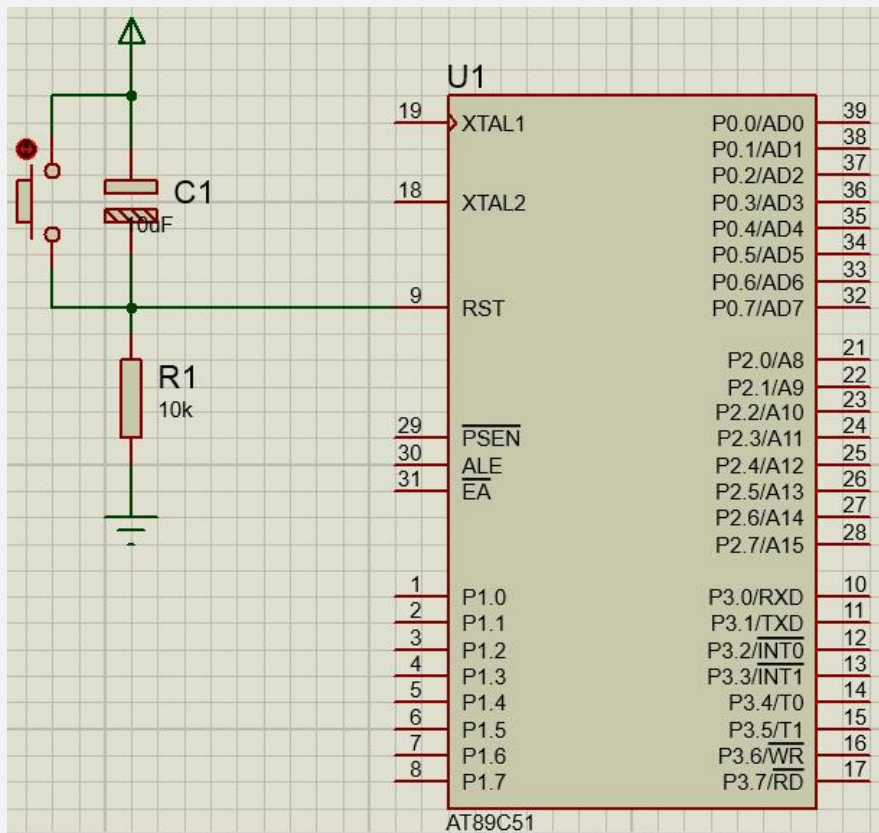 U1
19 XTAL1 P0.0/AD0 39
P0.1/AD1 38
P0.2/AD2 37
18 XTAL2 P0.3/AD3 36
P0.4/AD4 35
P0.5/AD5 34
P0.6/AD6 33
9 RST P0.7/AD7 32
P2.0/A8 21
P2.1/A9 22
P2.2/A10 23
29 PSEN P2.3/A11 24
30 ALE P2.4/A12 25
31 EA P2.5/A13 26
P2.6/A14 27
P2.7/A15 28
1 P1.0 P3.0/RXD 10
2 P1.1 P3.1/TXD 11
3 P1.2 P3.2/INT0 12
4 P1.3 P3.3/INT1 13
5 P1.4 P3.4/T0 14
6 P1.5 P3.5/T1 15
7 P1.6 P3.6/WR 16
8 P1.7 P3.7/RD 17
AT89C51
C1
10uF
R1
10k